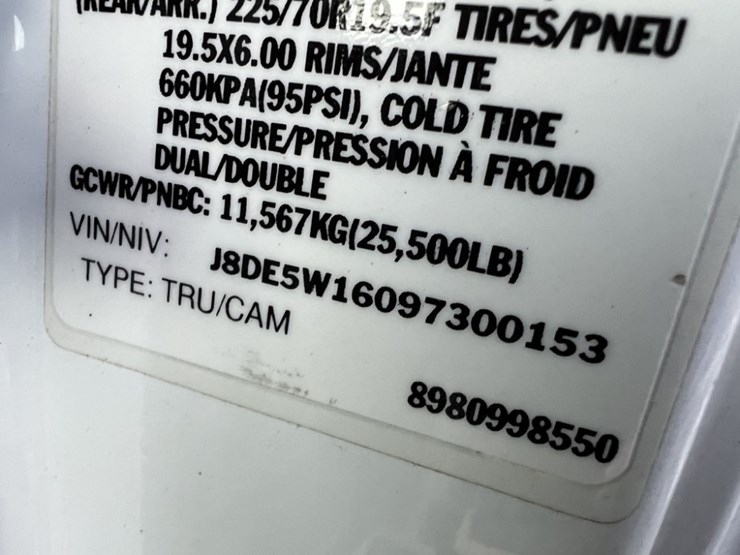 (REAR/ARR.) 225/70R19.5F TIRES/PNEU
19.5X6.00 RIMS/JANTE
660KPA(95PSI), COLD TIRE
PRESSURE/PRESSION À FROID
DUAL/DOUBLE
GCWR/PNBC: 11,567KG(25,500LB)
VIN/NIV: J8DE5W16097300153
TYPE: TRU/CAM
8980998550